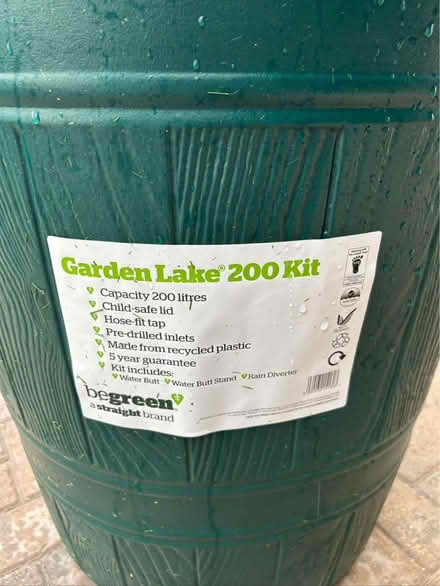 Garden Lake® 200 Kit
Capacity 200 litres
Child-safe lid
Hose-fit tap
Pre-drilled inlets
Made from recycled plastic
5 year guarantee
Kit includes:
Water Butt Water Butt Stand Rain Diverter
begreen
a straight brand